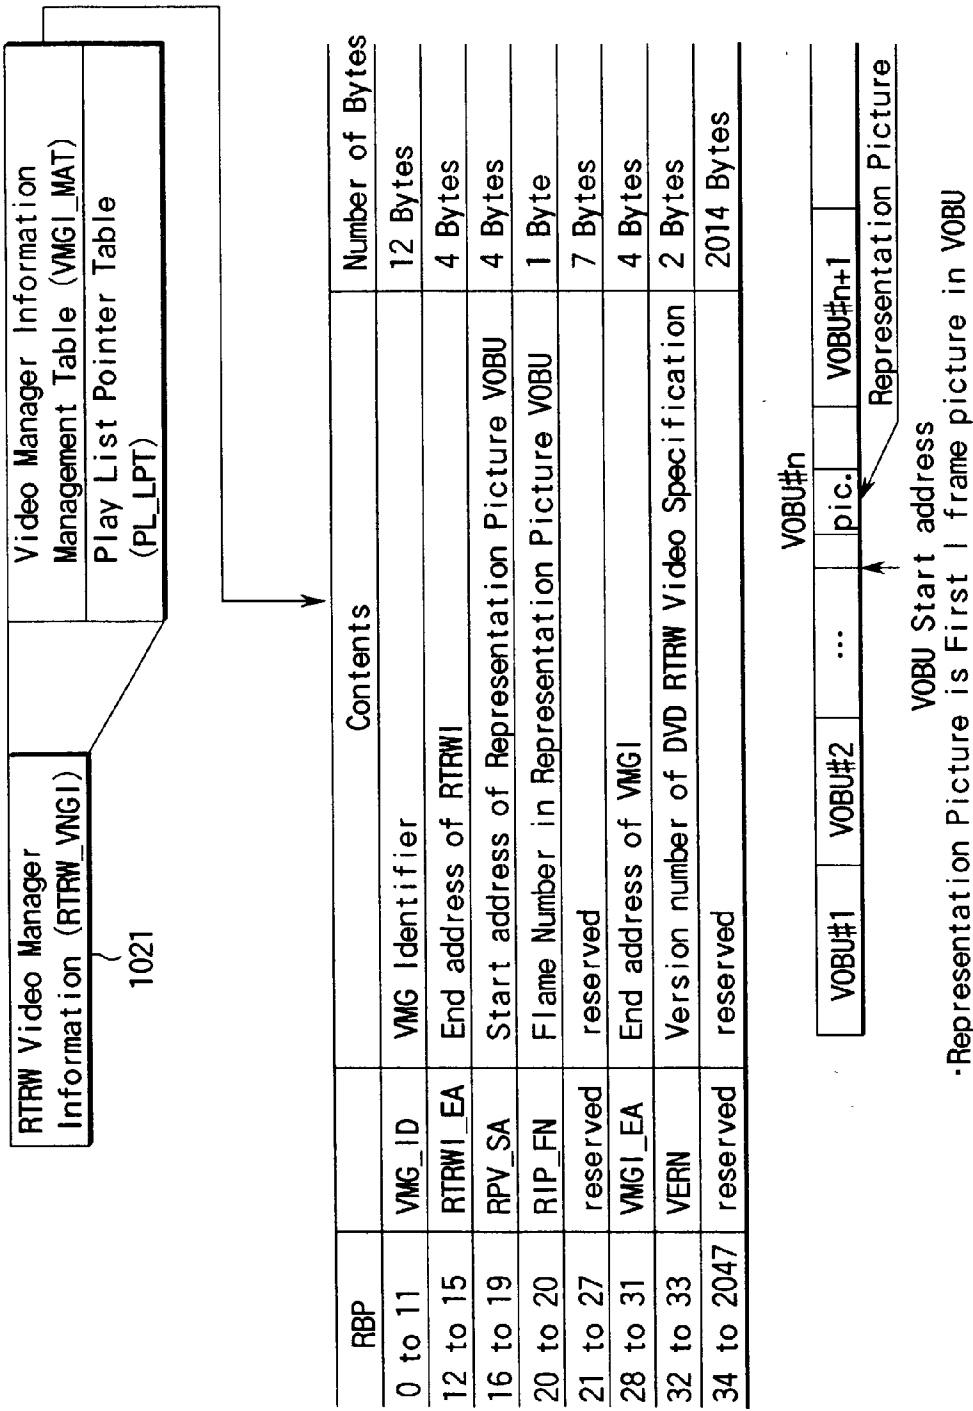 RTRW Video Manager
Information (RTRW_VNGI)
1021
Video Manager Information
Management Table (VMGI_MAT)
Play List Pointer Table
(PL_LPT)
RBP Contents Number of Bytes
0 to 11 VMG_ID VMG Identifier 12 Bytes
12 to 15 RTRWI_EA End address of RTRWI 4 Bytes
16 to 19 RPV_SA Start address of Representation Picture VOBU 4 Bytes
20 to 20 RIP_FN Flame Number in Representation Picture VOBU 1 Byte
21 to 27 reserved reserved 7 Bytes
28 to 31 VMGI_EA End address of VMGI 4 Bytes
32 to 33 VERN Version number of DVD RTRW Video Specification 2 Bytes
34 to 2047 reserved reserved 2014 Bytes
VOBU#n
VOBU#1 VOBU#2 ... pic. VOBU#n+1
Representation Picture
VOBU Start address
·Representation Picture is First I frame picture in VOBU